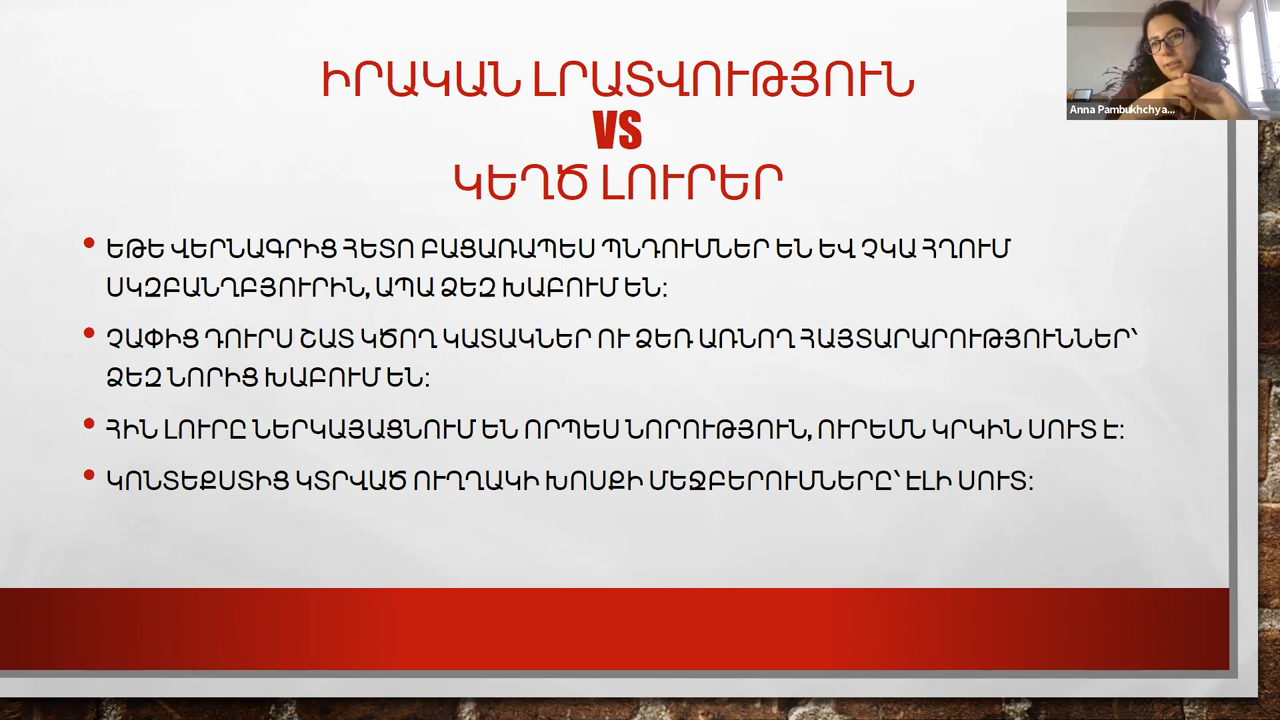 ԻՐԱԿԱՆ ԼՐԱՏՎՈՒԹՅՈՒՆ
VS
ԿԵՂԾ ԼՈՒՐԵՐ
• ԵԹԵ ՎԵՐՆԱԳՐԻՑ ՀԵՏՈ ԲԱՑԱՌԱՊԵՍ ՊՆԴՈՒՄՆԵՐ ԵՆ ԵՎ ՉԿԱ ՀՂՈՒՄ
ՍԿԶԲԱՆՂԲՅՈՒՐԻՆ, ԱՊԱ ՁԵԶ ԽԱԲՈՒՄ ԵՆ:
• ՉԱՓԻՑ ԴՈՒՐՍ ՇԱՏ ԿԾՈՂ ԿԱՏԱԿՆԵՐ ՈՒ ՁԵՌ ԱՌՆՈՂ ՀԱՅՏԱՐԱՐՈՒԹՅՈՒՆՆԵՐ՝
ՁԵԶ ՆՈՐԻՑ ԽԱԲՈՒՄ ԵՆ:
• ՀԻՆ ԼՈՒՐԸ ՆԵՐԿԱՅԱՑՆՈՒՄ ԵՆ ՈՐՊԵՍ ՆՈՐՈՒԹՅՈՒՆ, ՈՒՐԵՄՆ ԿՐԿԻՆ ՍՈՒՏ Է:
• ԿՈՆՏԵՔՍՏԻՑ ԿՏՐՎԱԾ ՈՒՂՂԱԿԻ ԽՈՍՔԻ ՄԵՋԲԵՐՈՒՄՆԵՐԸ՝ ԷԼԻ ՍՈՒՏ:
Anna Pambukhchya...